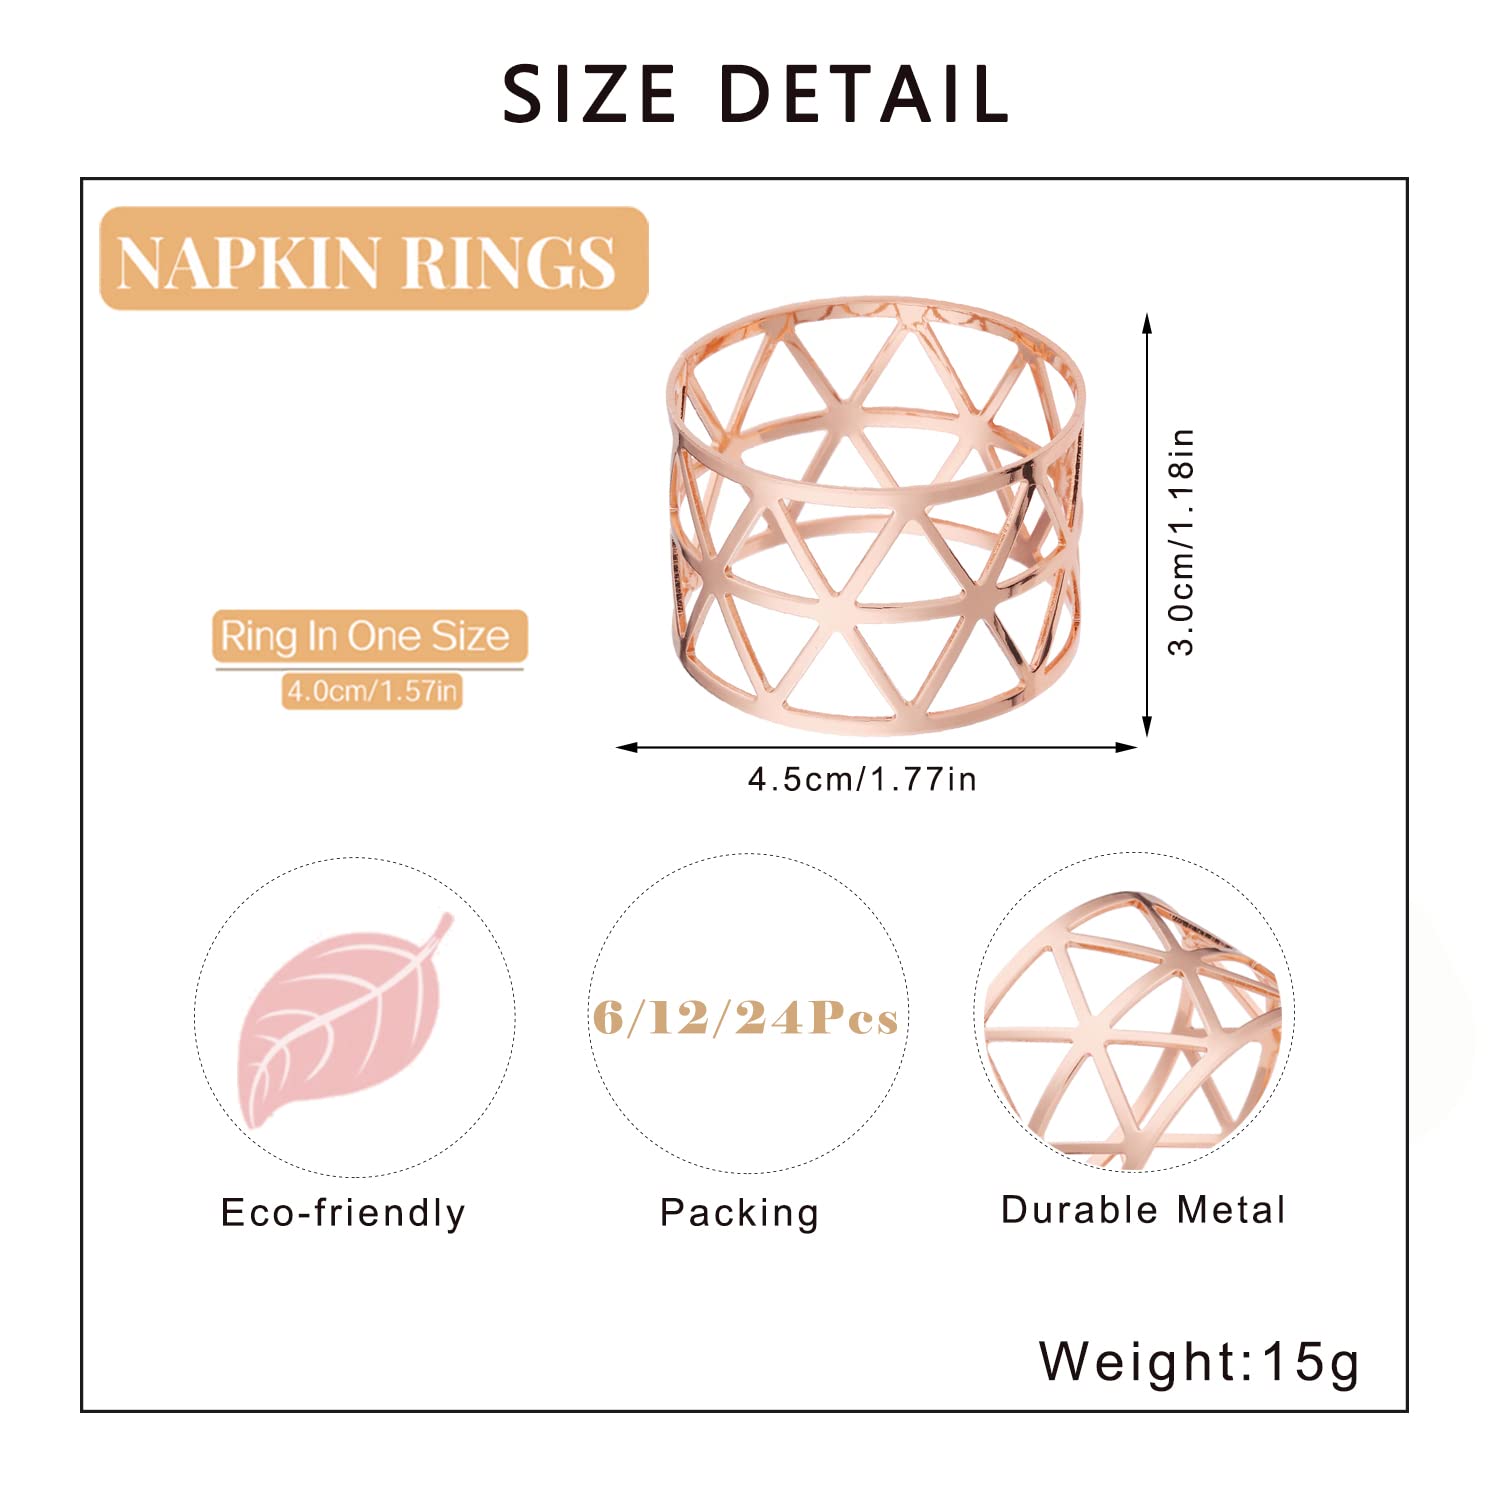 SIZE DETAIL
NAPKIN RINGS
3.0cm/1.18in
Ring In One Size
4.0cm/1.57in
4.5cm/1.77in
6/12/24Pcs
Eco-friendly
Packing
Durable Metal
Weight:15g